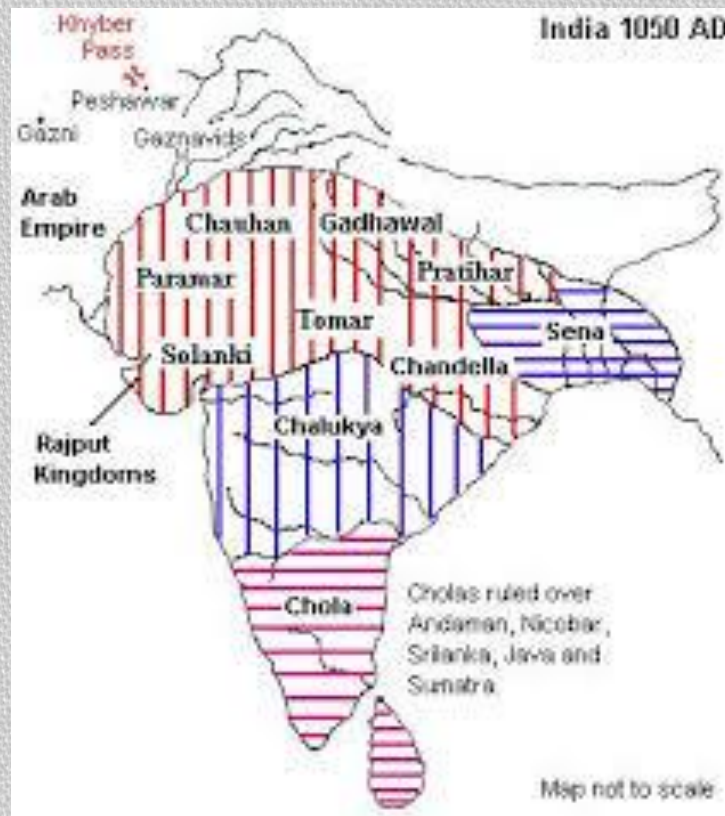 India 1050 AD
Khyber
Pass
Peshawar
Gazni
Gaznavids
Arab
Empire
Chauhan
Gadhawal
Paramar
Pratihar
Tomar
Sena
Solanki
Chandella
Chalukya
Rajput
Kingdoms
Chola
Cholas ruled over
Andaman, Nicobar,
Srilanka, Java and
Sumatra
Map not to scale